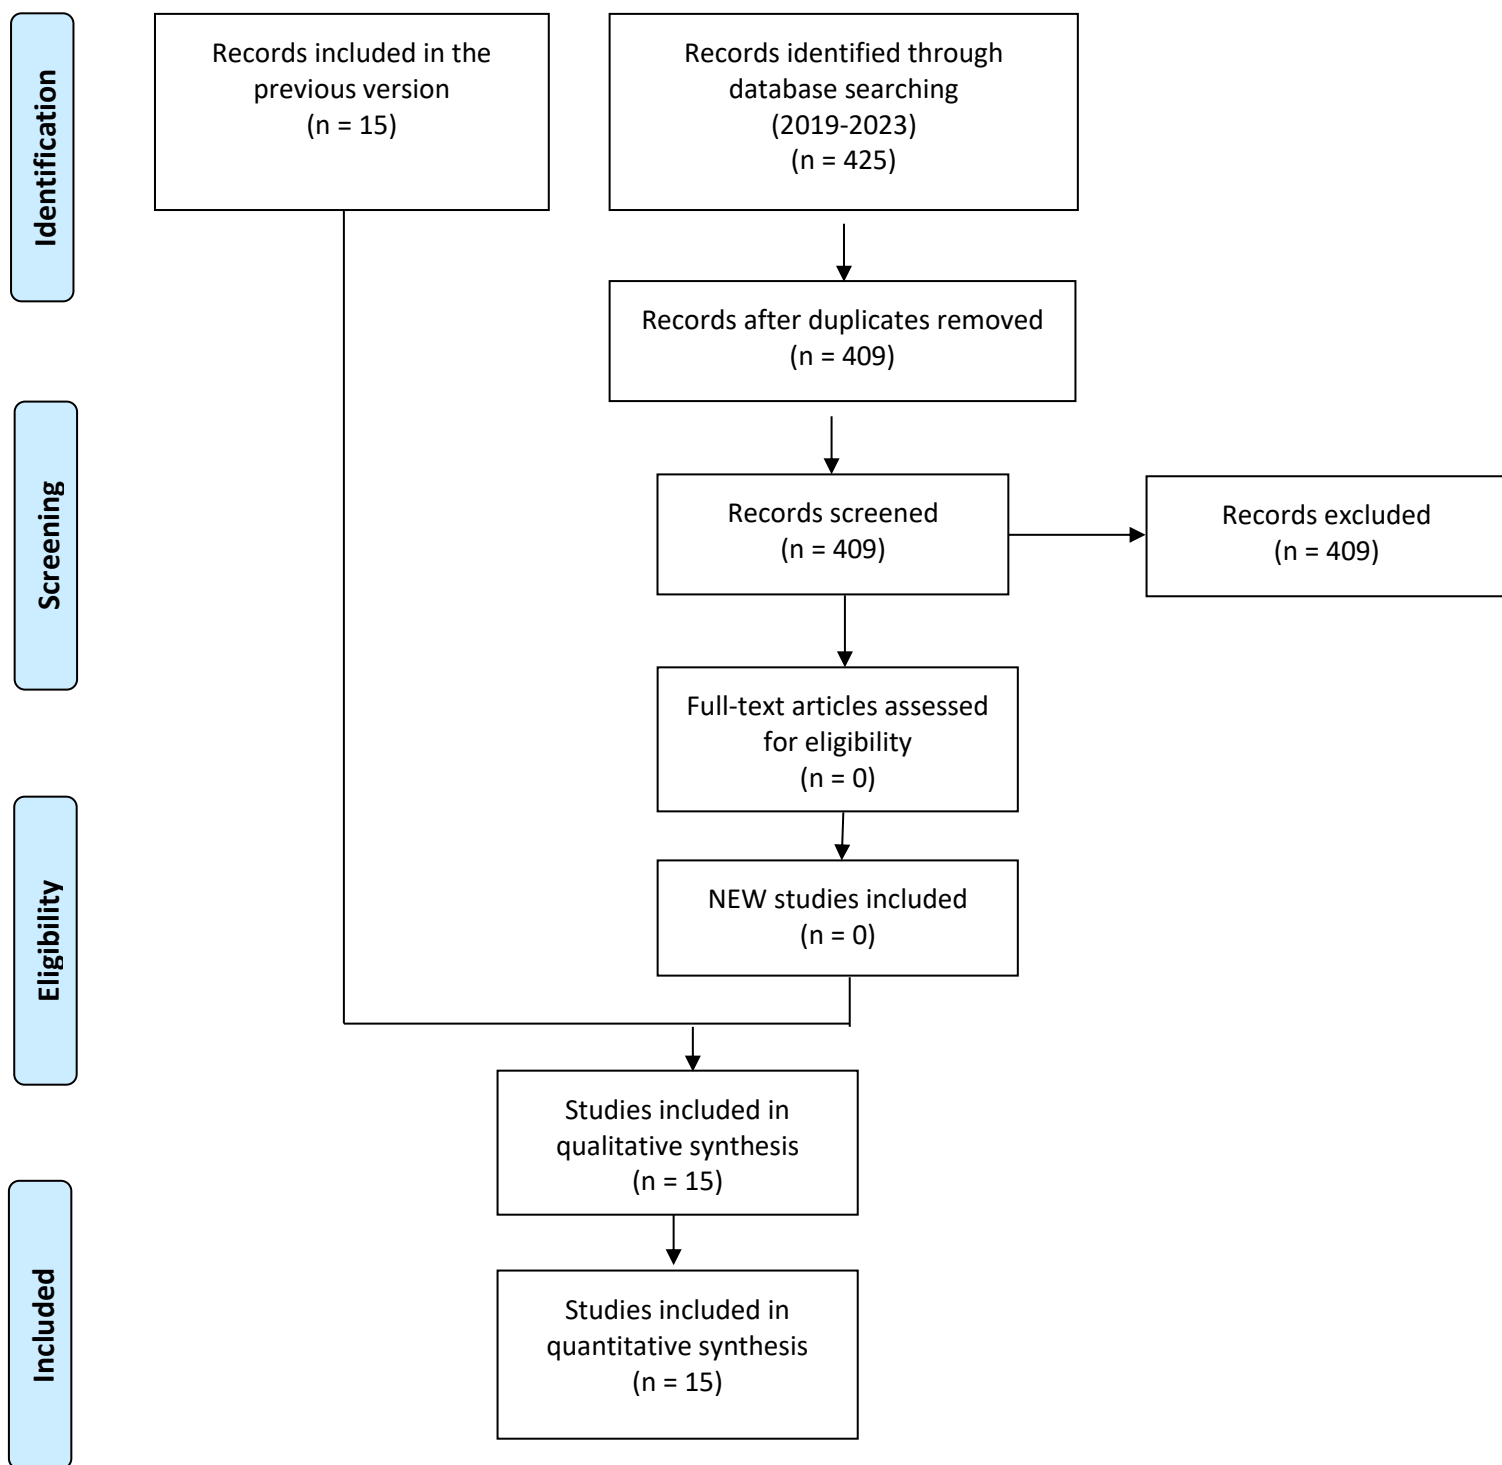 Identification
Records included in the
previous version
(n = 15)
Records identified through
database searching
(2019-2023)
(n = 425)
Records after duplicates removed
(n = 409)
Screening
Records screened
(n = 409)
Records excluded
(n = 409)
Full-text articles assessed
for eligibility
(n = 0)
Eligibility
NEW studies included
(n = 0)
Studies included in
qualitative synthesis
(n = 15)
Included
Studies included in
quantitative synthesis
(n = 15)